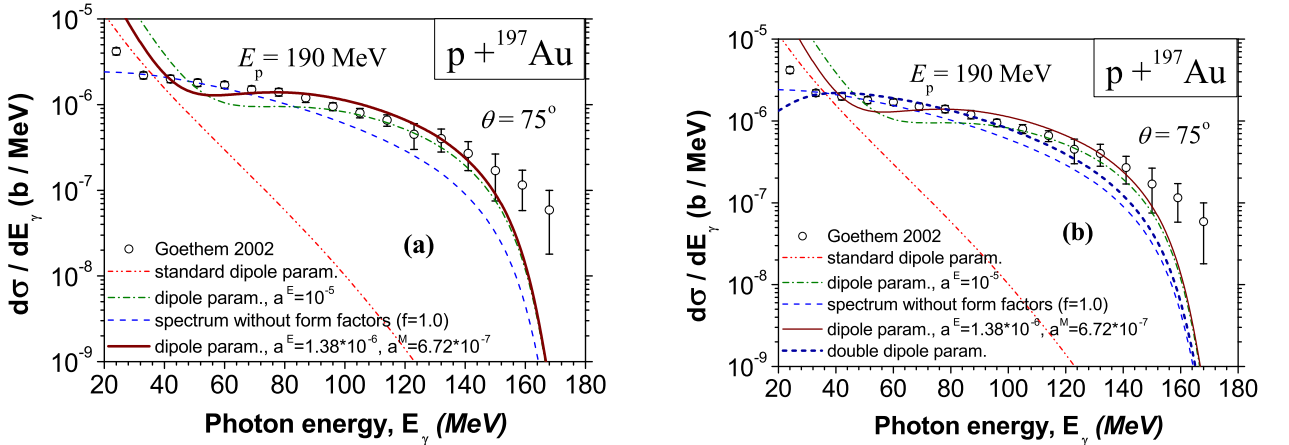 10⁻⁵
10⁻⁶
10⁻⁷
10⁻⁸
10⁻⁹
dσ / dE_γ (b / MeV)
E_p = 190 MeV
p + ¹⁹⁷Au
θ = 75°
(a)
Goethem 2002
standard dipole param.
dipole param., a^E=10⁻⁵
spectrum without form factors (f=1.0)
dipole param., a^E=1.38*10⁻⁶, a^M=6.72*10⁻⁷
20 40 60 80 100 120 140 160 180
Photon energy, E_γ (MeV)
10⁻⁵
10⁻⁶
10⁻⁷
10⁻⁸
10⁻⁹
dσ / dE_γ (b / MeV)
E_p = 190 MeV
p + ¹⁹⁷Au
θ = 75°
(b)
Goethem 2002
standard dipole param.
dipole param., a^E=10⁻⁵
spectrum without form factors (f=1.0)
dipole param., a^E=1.38*10⁻⁶, a^M=6.72*10⁻⁷
double dipole param.
20 40 60 80 100 120 140 160 180
Photon energy, E_γ (MeV)